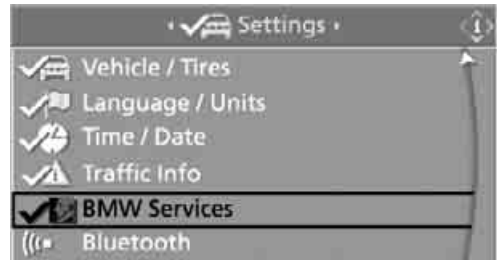 Settings
Vehicle / Tires
Language / Units
Time / Date
Traffic Info
BMW Services
Bluetooth